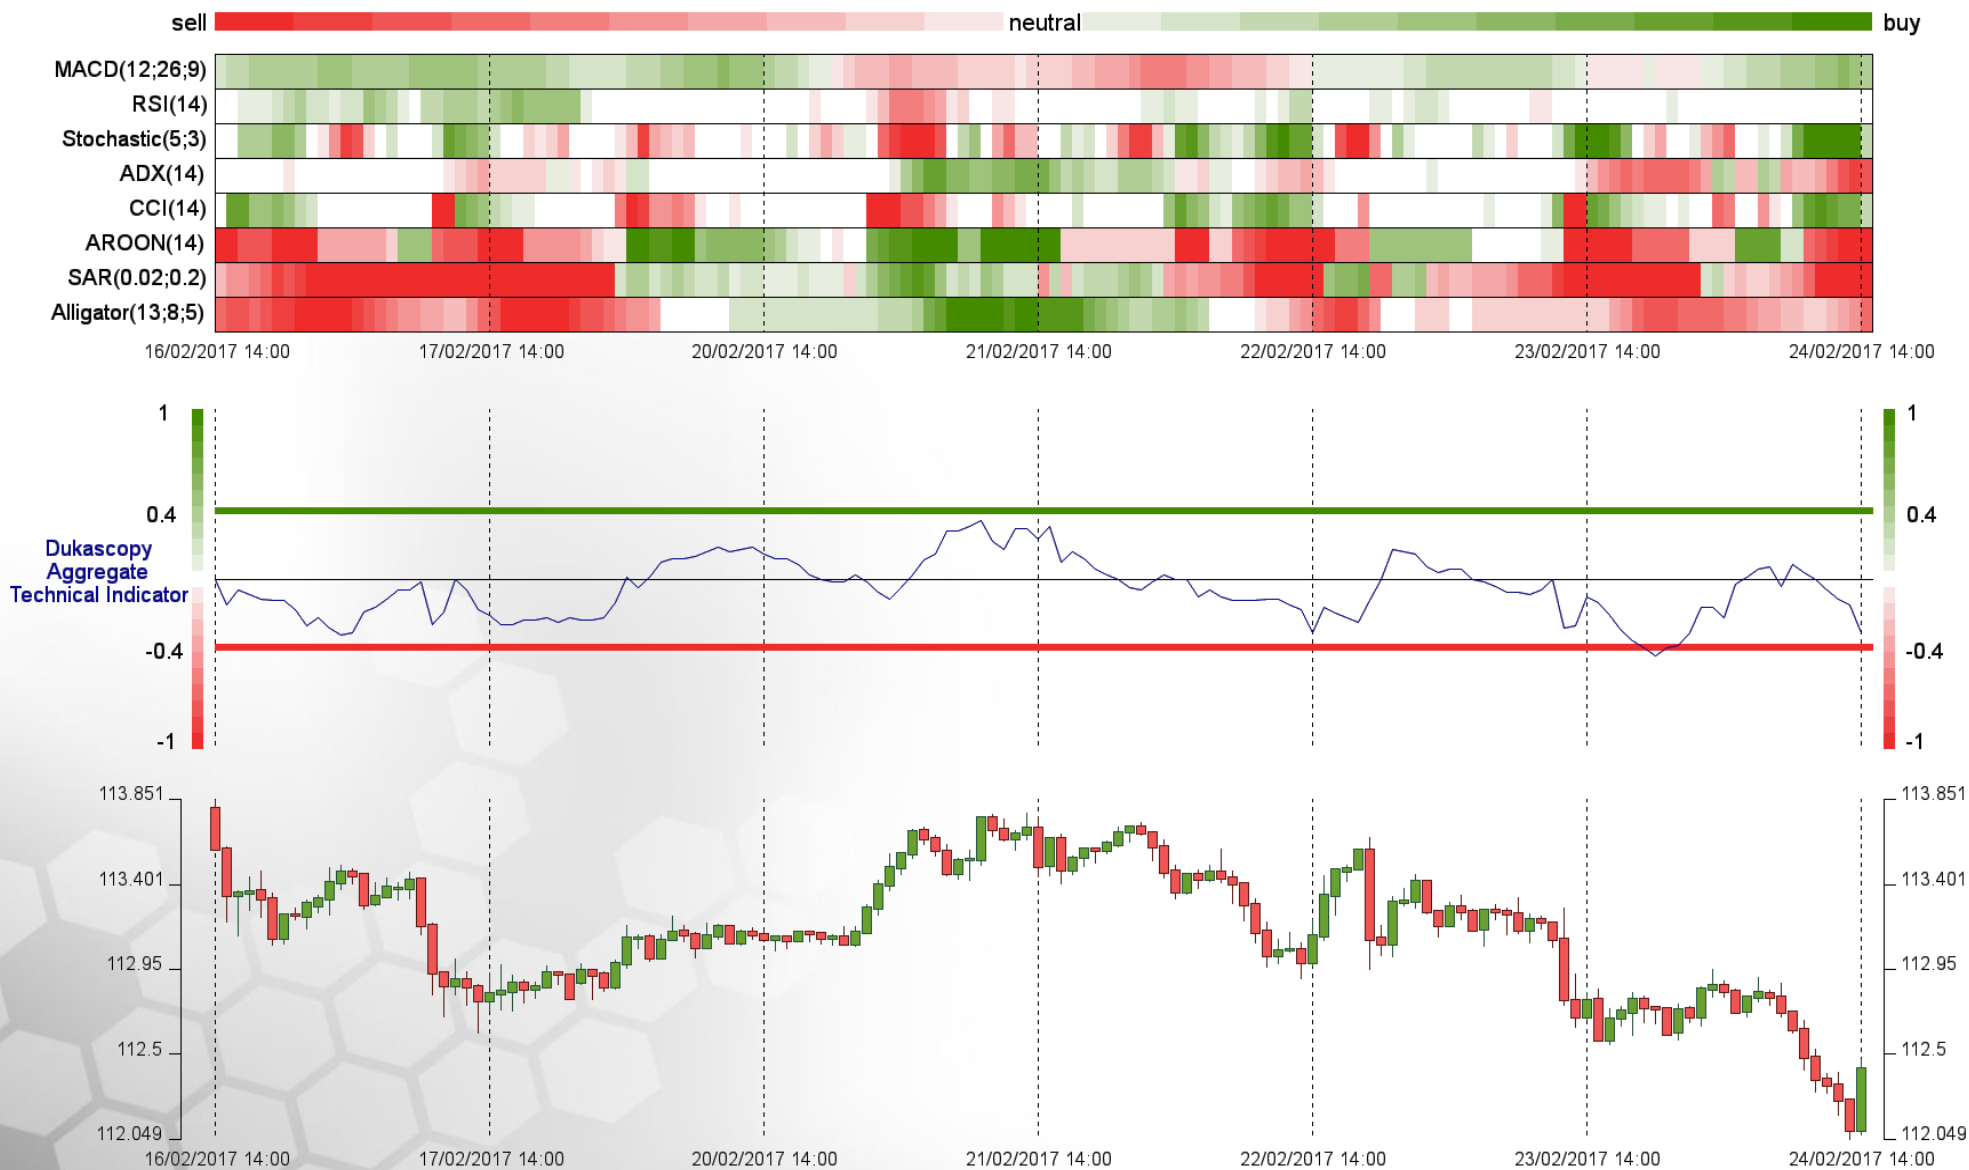 sell neutral buy
MACD(12;26;9)
RSI(14)
Stochastic(5;3)
ADX(14)
CCI(14)
AROON(14)
SAR(0.02;0.2)
Alligator(13;8;5)
16/02/2017 14:00 17/02/2017 14:00 20/02/2017 14:00 21/02/2017 14:00 22/02/2017 14:00 23/02/2017 14:00 24/02/2017 14:00
1 1
0.4 0.4
Dukascopy
Aggregate
Technical Indicator
-0.4 -0.4
-1 -1
113.851 113.851
113.401 113.401
112.95 112.95
112.5 112.5
112.049 112.049
16/02/2017 14:00 17/02/2017 14:00 20/02/2017 14:00 21/02/2017 14:00 22/02/2017 14:00 23/02/2017 14:00 24/02/2017 14:00